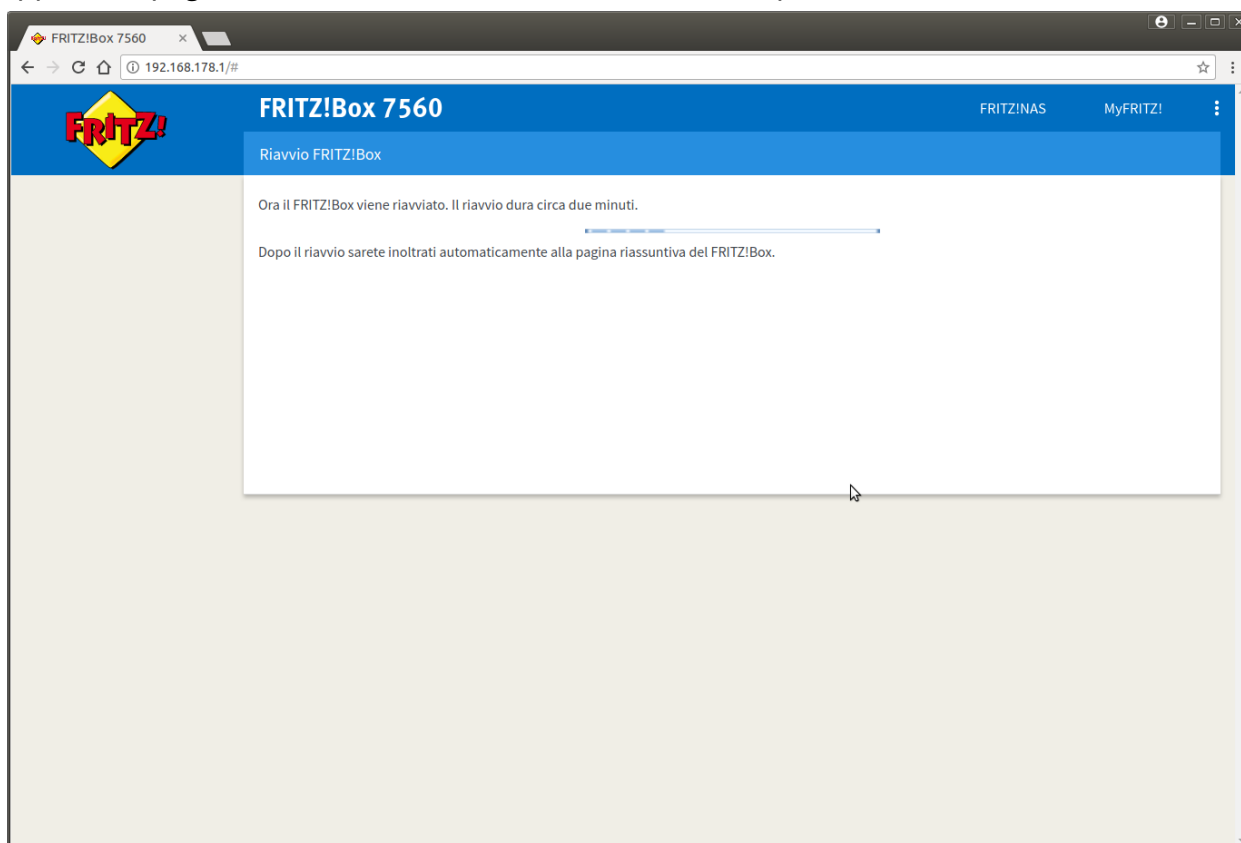 FRITZ!Box 7560
192.168.178.1/#
FRITZ!
FRITZ!Box 7560
FRITZ!NAS
MyFRITZ!
Riavvio FRITZ!Box
Ora il FRITZ!Box viene riavviato. Il riavvio dura circa due minuti.
Dopo il riavvio sarete inoltrati automaticamente alla pagina riassuntiva del FRITZ!Box.